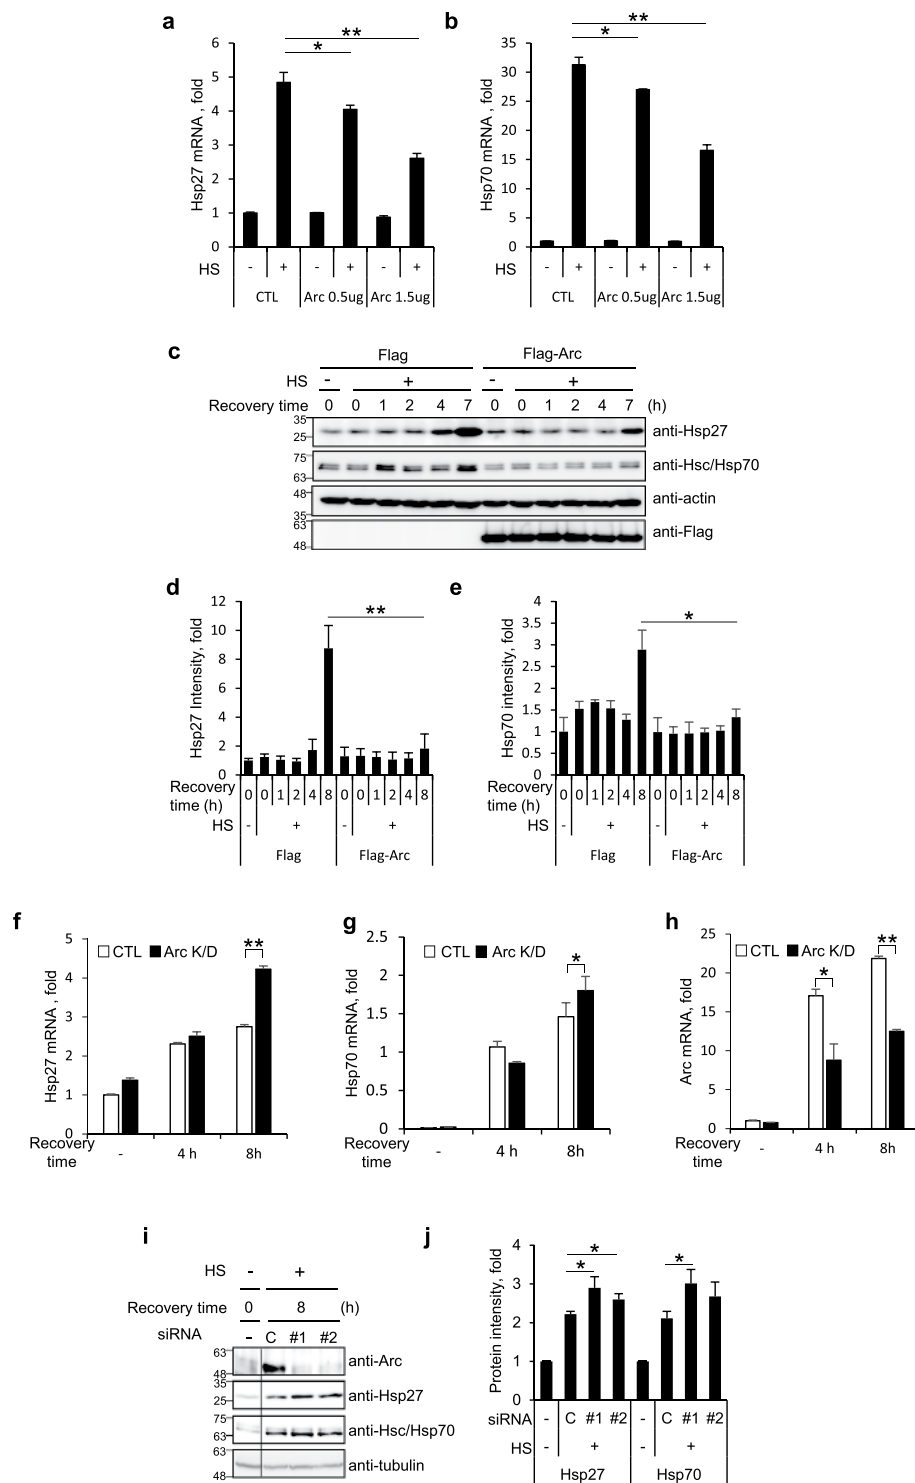 a
**
*
6
5
4
3
2
1
0
Hsp27 mRNA , fold
HS - + - + - +
CTL Arc 0.5ug Arc 1.5ug
b
**
*
35
30
25
20
15
10
5
0
Hsp70 mRNA , fold
- + - + - +
CTL Arc 0.5ug Arc 1.5ug
c
Flag Flag-Arc
HS - + - +
Recovery time 0 0 1 2 4 7 0 0 1 2 4 7 (h)
35
25
anti-Hsp27
75
63
anti-Hsc/Hsp70
48
35
anti-actin
63
48
anti-Flag
d
12
10
8
6
4
2
0
Hsp27 Intensity, fold
**
Recovery time (h)
0 0 1 2 4 8 0 0 1 2 4 8
HS - + - +
Flag Flag-Arc
e
4
3.5
3
2.5
2
1.5
1
0.5
0
Hsp70 intensity, fold
*
Recovery time (h)
0 0 1 2 4 8 0 0 1 2 4 8
HS - + - +
Flag Flag-Arc
f
5
4
3
2
1
0
Hsp27 mRNA , fold
CTL Arc K/D
**
Recovery time
- 4 h 8h
g
2.5
2
1.5
1
0.5
0
Hsp70 mRNA, fold
CTL Arc K/D
*
Recovery time
- 4 h 8h
h
25
20
15
10
5
0
Arc mRNA, fold
CTL Arc K/D
*
**
Recovery time
- 4 h 8h
i
HS - +
Recovery time 0 8 (h)
siRNA - C #1 #2
63
48
anti-Arc
35
25
anti-Hsp27
75
63
anti-Hsc/Hsp70
63
48
anti-tubulin
j
4
3
2
1
0
Protein intensity, fold
*
*
*
siRNA - C #1 #2 - C #1 #2
HS - + - +
Hsp27 Hsp70